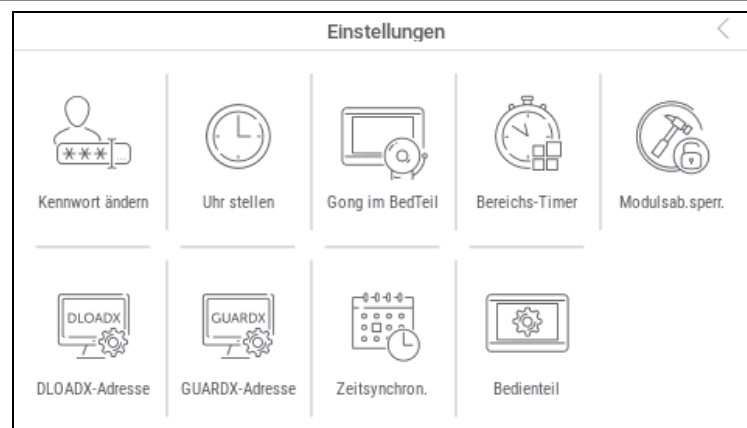 Einstellungen
***
Kennwort ändern
Uhr stellen
Gong im BedTeil
Bereichs-Timer
Modulsab.sperr.
DLOADX
GUARDX
DLOADX-Adresse
GUARDX-Adresse
Zeitsynchron.
Bedienteil